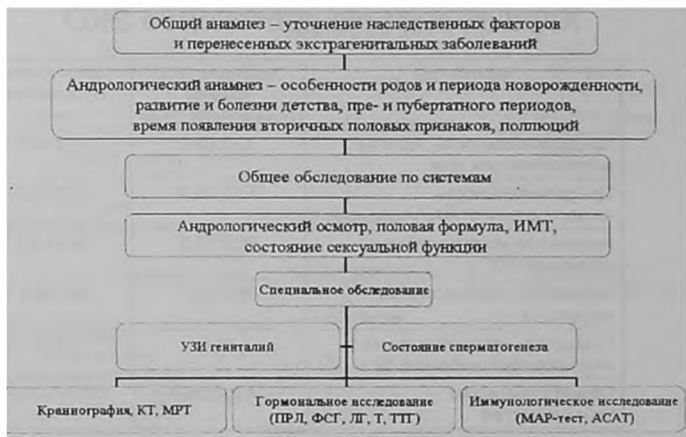 Общий анамнез – уточнение наследственных факторов
и перенесенных экстрагенитальных заболеваний
Андрологический анамнез – особенности родов и периода новорожденности,
развитие и болезни детства, пре- и пубертатного периодов,
время появления вторичных половых признаков, поллюций
Общее обследование по системам
Андрологический осмотр, половая формула, ИМТ,
состояние сексуальной функции
Специальное обследование
УЗИ гениталий
Состояние сперматогенеза
Краниография, КТ, МРТ
Гормональное исследование
(ПРЛ, ФСГ, ЛГ, Т, ТТГ)
Иммунологическое исследование
(МАР-тест, АСАТ)